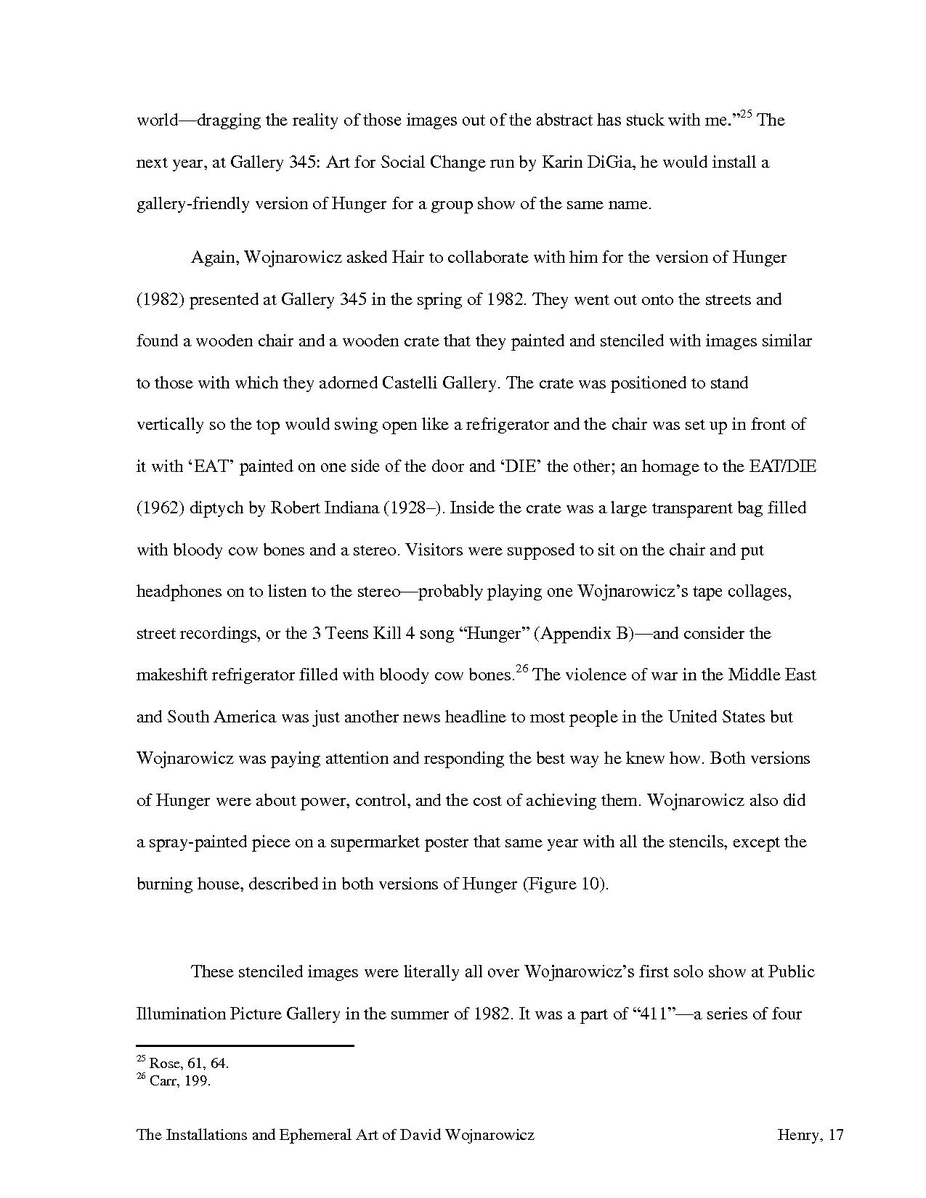 world—dragging the reality of those images out of the abstract has stuck with me.”25 The
next year, at Gallery 345: Art for Social Change run by Karin DiGia, he would install a
gallery-friendly version of Hunger for a group show of the same name.
Again, Wojnarowicz asked Hair to collaborate with him for the version of Hunger
(1982) presented at Gallery 345 in the spring of 1982. They went out onto the streets and
found a wooden chair and a wooden crate that they painted and stenciled with images similar
to those with which they adorned Castelli Gallery. The crate was positioned to stand
vertically so the top would swing open like a refrigerator and the chair was set up in front of
it with ‘EAT’ painted on one side of the door and ‘DIE’ the other; an homage to the EAT/DIE
(1962) diptych by Robert Indiana (1928–). Inside the crate was a large transparent bag filled
with bloody cow bones and a stereo. Visitors were supposed to sit on the chair and put
headphones on to listen to the stereo—probably playing one Wojnarowicz’s tape collages,
street recordings, or the 3 Teens Kill 4 song “Hunger” (Appendix B)—and consider the
makeshift refrigerator filled with bloody cow bones.26 The violence of war in the Middle East
and South America was just another news headline to most people in the United States but
Wojnarowicz was paying attention and responding the best way he knew how. Both versions
of Hunger were about power, control, and the cost of achieving them. Wojnarowicz also did
a spray-painted piece on a supermarket poster that same year with all the stencils, except the
burning house, described in both versions of Hunger (Figure 10).
These stenciled images were literally all over Wojnarowicz’s first solo show at Public
Illumination Picture Gallery in the summer of 1982. It was a part of “411”—a series of four
25 Rose, 61, 64.
26 Carr, 199.
The Installations and Ephemeral Art of David Wojnarowicz Henry, 17